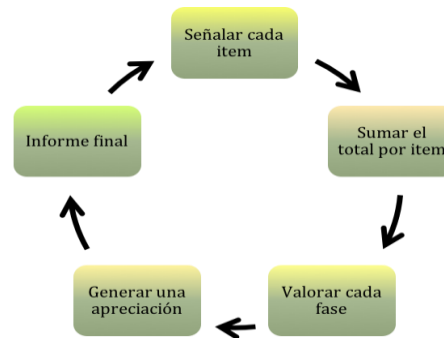 Señalar cada
item
Sumar el
total por item
Valorar cada
fase
Generar una
apreciación
Informe final